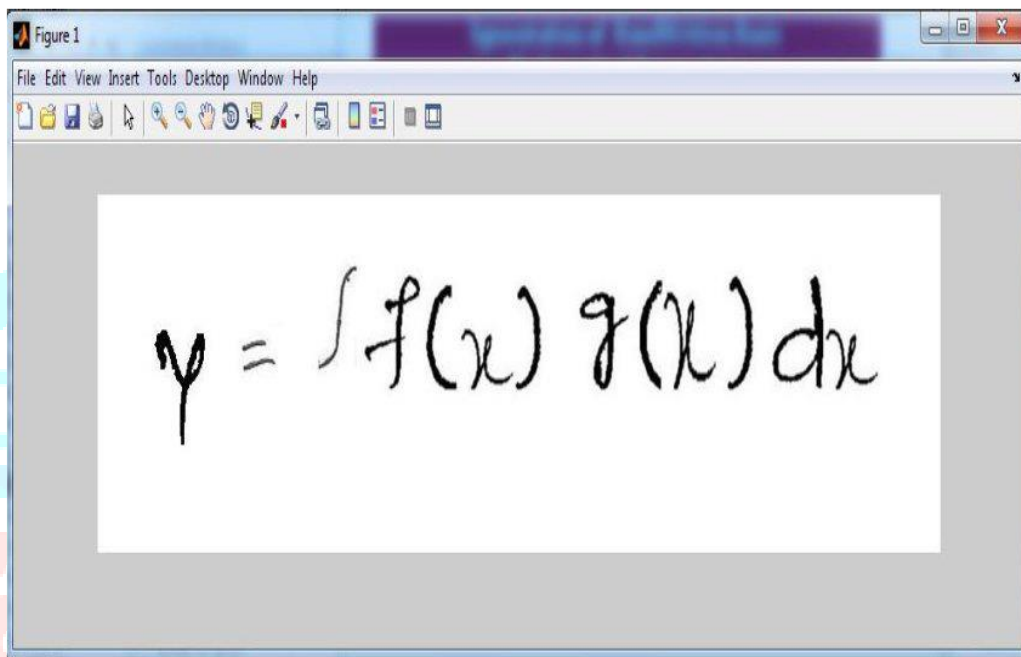 Figure 1
File Edit View Insert Tools Desktop Window Help
y = ∫ f(x) g(x) dx